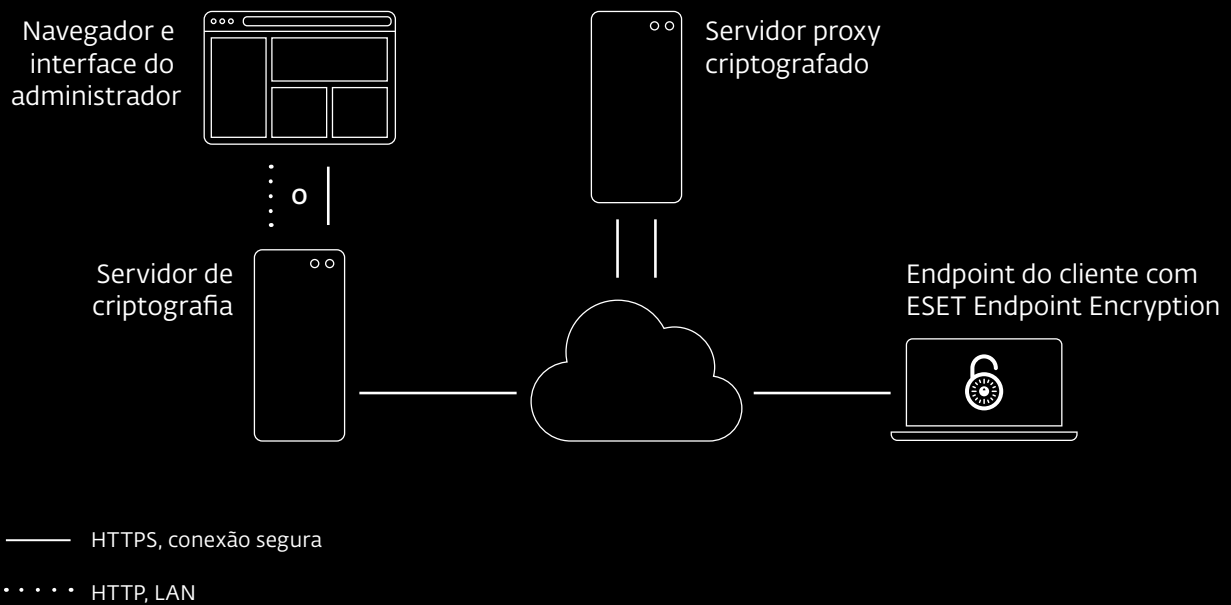 Navegador e
interface do
administrador
Servidor proxy
criptografado
o
Servidor de
criptografia
Endpoint do cliente com
ESET Endpoint Encryption
HTTPS, conexão segura
HTTP, LAN